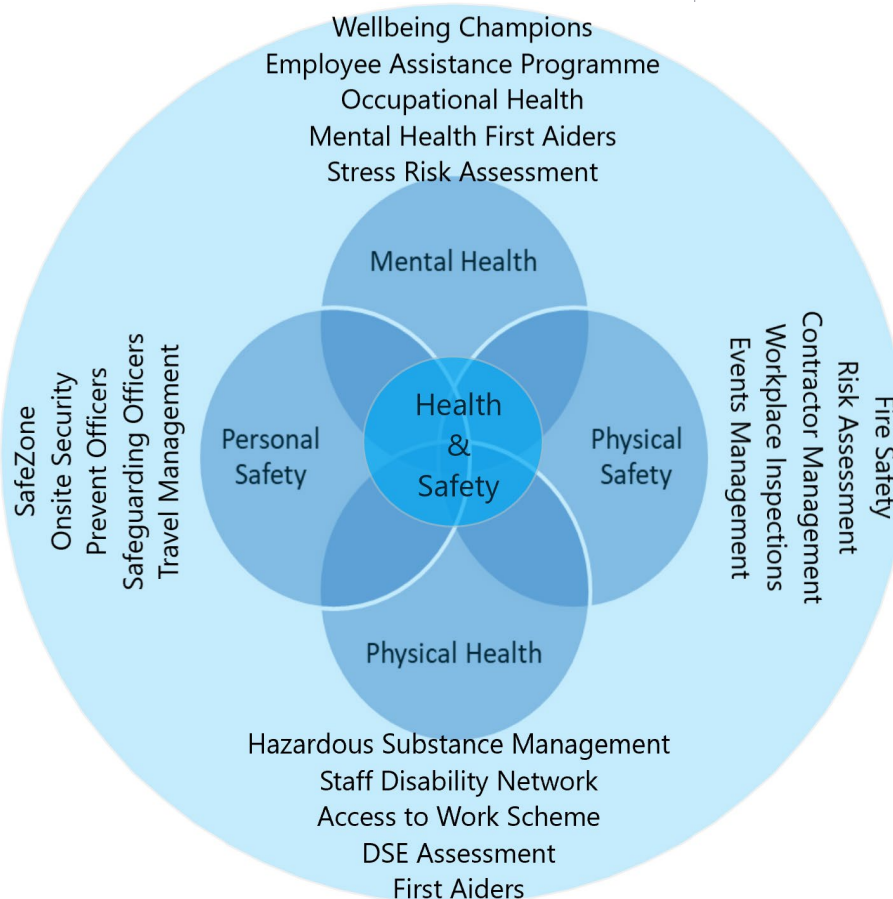 Wellbeing Champions
Employee Assistance Programme
Occupational Health
Mental Health First Aiders
Stress Risk Assessment
Mental Health
SafeZone
Onsite Security
Prevent Officers
Safeguarding Officers
Travel Management
Personal
Safety
Health
&
Safety
Physical
Safety
Fire Safety
Risk Assessment
Contractor Management
Workplace Inspections
Events Management
Physical Health
Hazardous Substance Management
Staff Disability Network
Access to Work Scheme
DSE Assessment
First Aiders